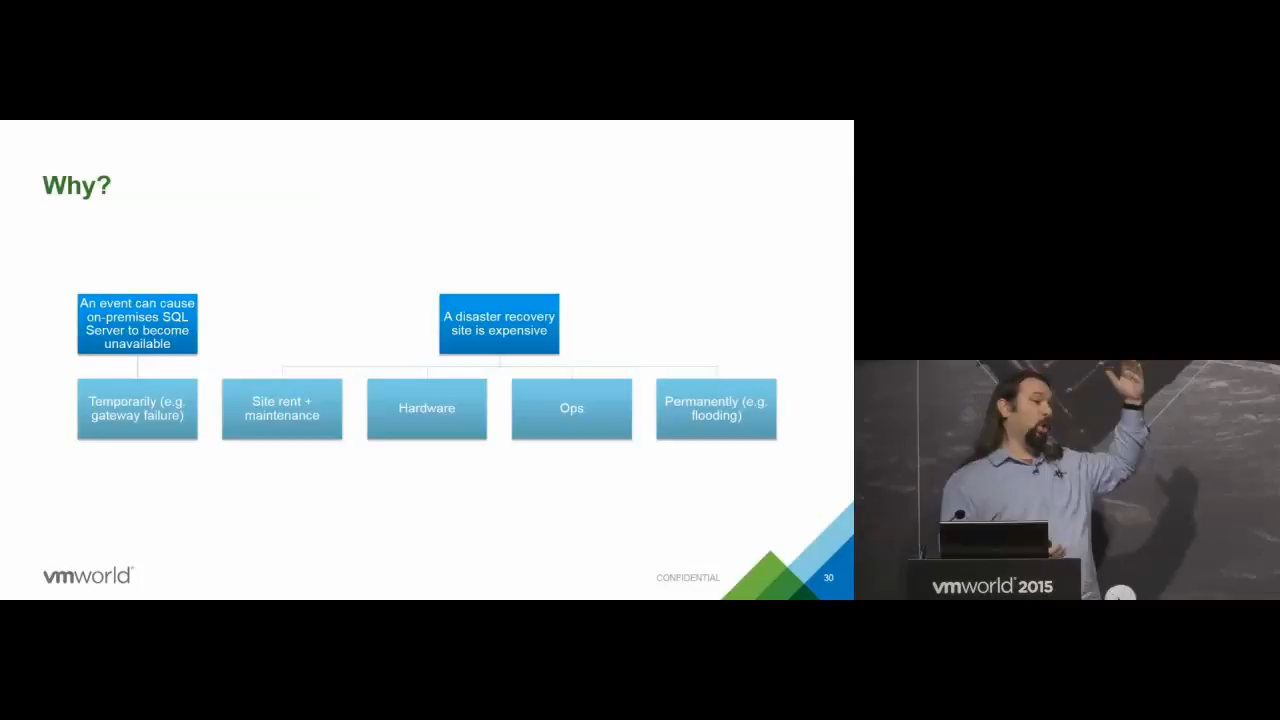 Why?
An event can cause
on-premises SQL
Server to become
unavailable
A disaster recovery
site is expensive
Temporarily (e.g.
gateway failure)
Site rent +
maintenance
Hardware
Ops
Permanently (e.g.
flooding)
vmworld®
CONFIDENTIAL
30
vmworld® 2015